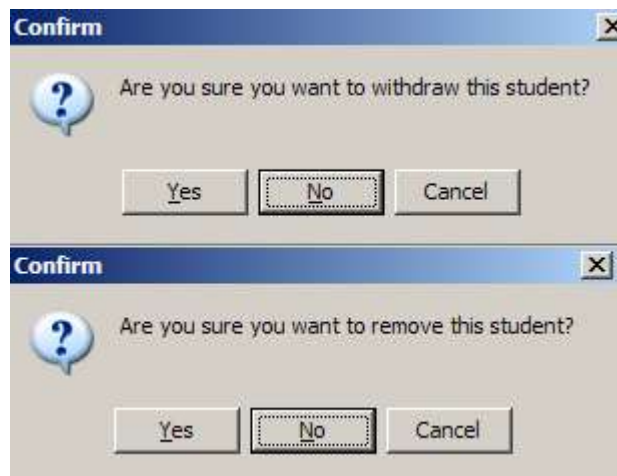 Confirm
Are you sure you want to withdraw this student?
Yes No Cancel
Confirm
Are you sure you want to remove this student?
Yes No Cancel